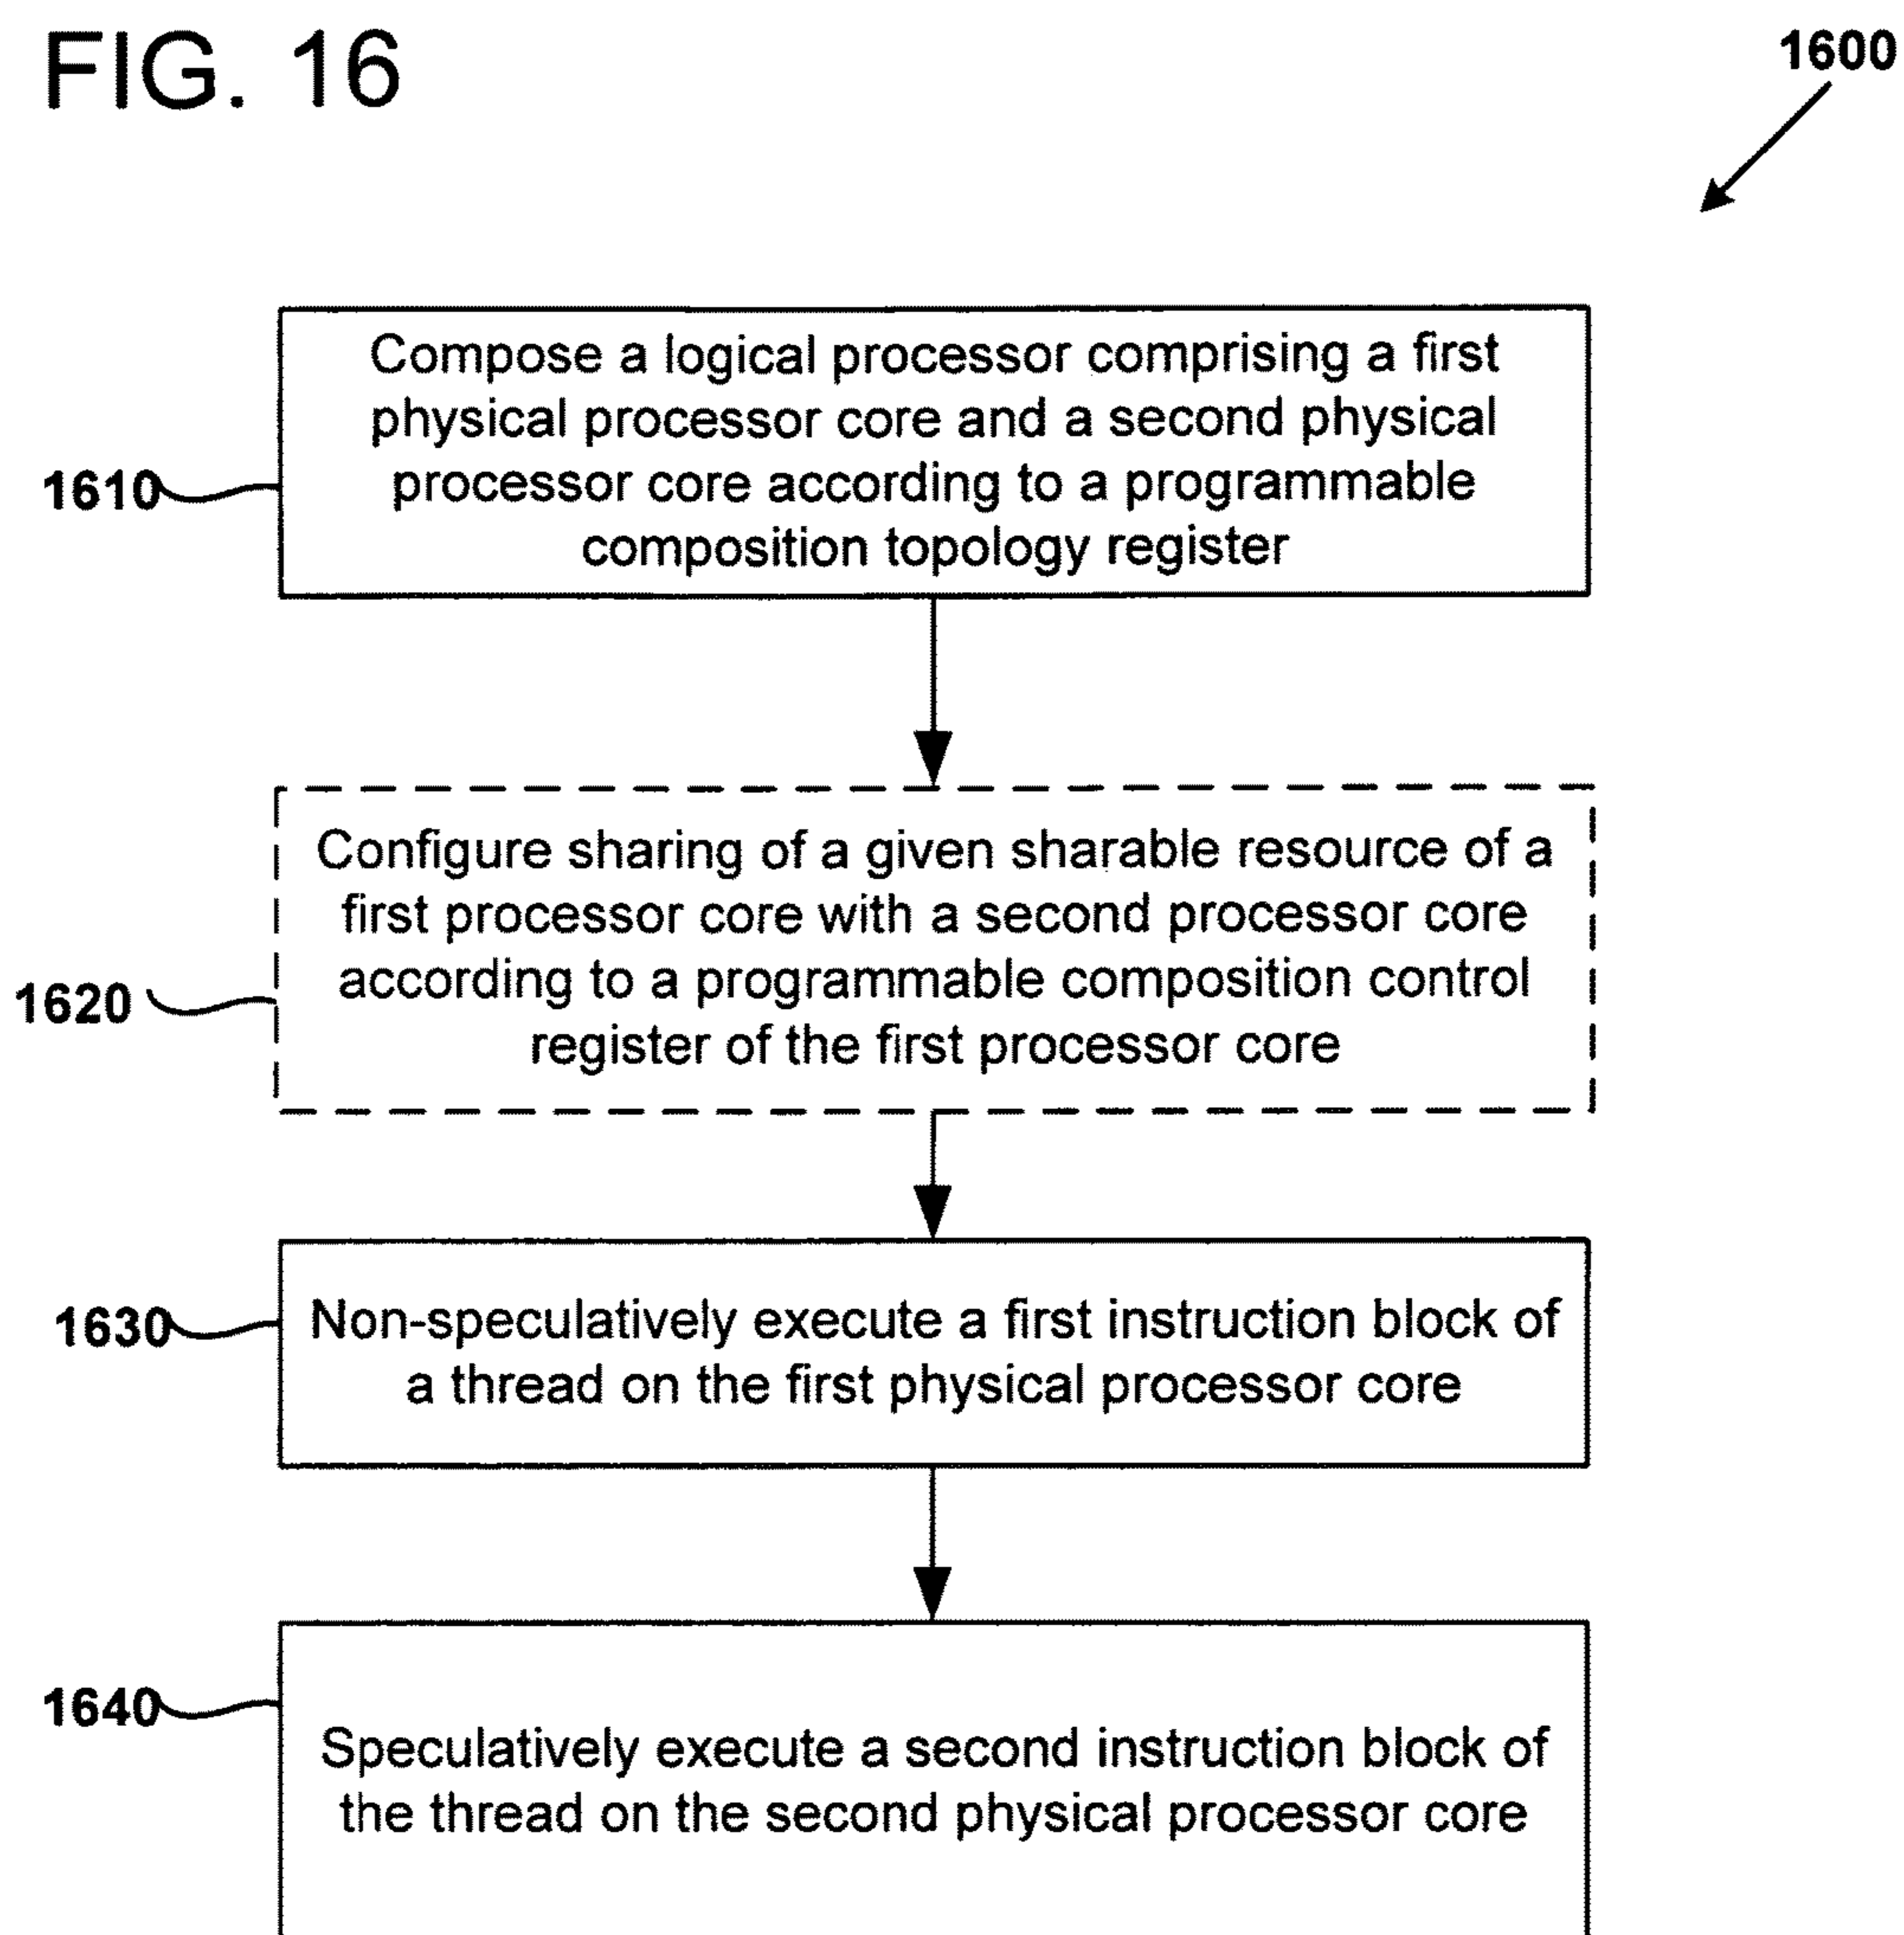 FIG. 16
1600
Compose a logical processor comprising a first
physical processor core and a second physical
processor core according to a programmable
composition topology register
1610
Configure sharing of a given sharable resource of a
first processor core with a second processor core
according to a programmable composition control
register of the first processor core
1620
Non-speculatively execute a first instruction block of
a thread on the first physical processor core
1630
Speculatively execute a second instruction block of
the thread on the second physical processor core
1640